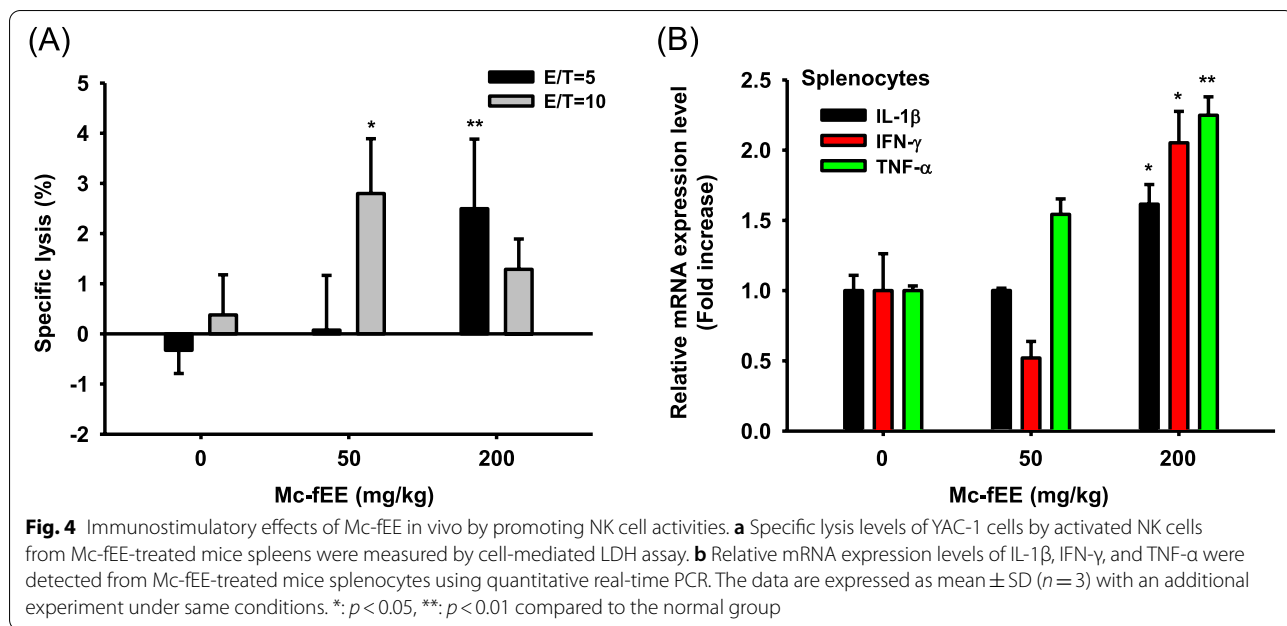 (A)
Specific lysis (%)
5
4
3
2
1
0
-1
-2
E/T=5
E/T=10
*
**
0 50 200
Mc-fEE (mg/kg)
(B)
Relative mRNA expression level
(Fold increase)
2.5
2.0
1.5
1.0
0.5
0.0
Splenocytes
IL-1β
IFN-γ
TNF-α
*
*
**
0 50 200
Mc-fEE (mg/kg)
Fig. 4 Immunostimulatory effects of Mc-fEE in vivo by promoting NK cell activities. a Specific lysis levels of YAC-1 cells by activated NK cells
from Mc-fEE-treated mice spleens were measured by cell-mediated LDH assay. b Relative mRNA expression levels of IL-1β, IFN-γ, and TNF-α were
detected from Mc-fEE-treated mice splenocytes using quantitative real-time PCR. The data are expressed as mean ± SD (n = 3) with an additional
experiment under same conditions. *: p < 0.05, **: p < 0.01 compared to the normal group